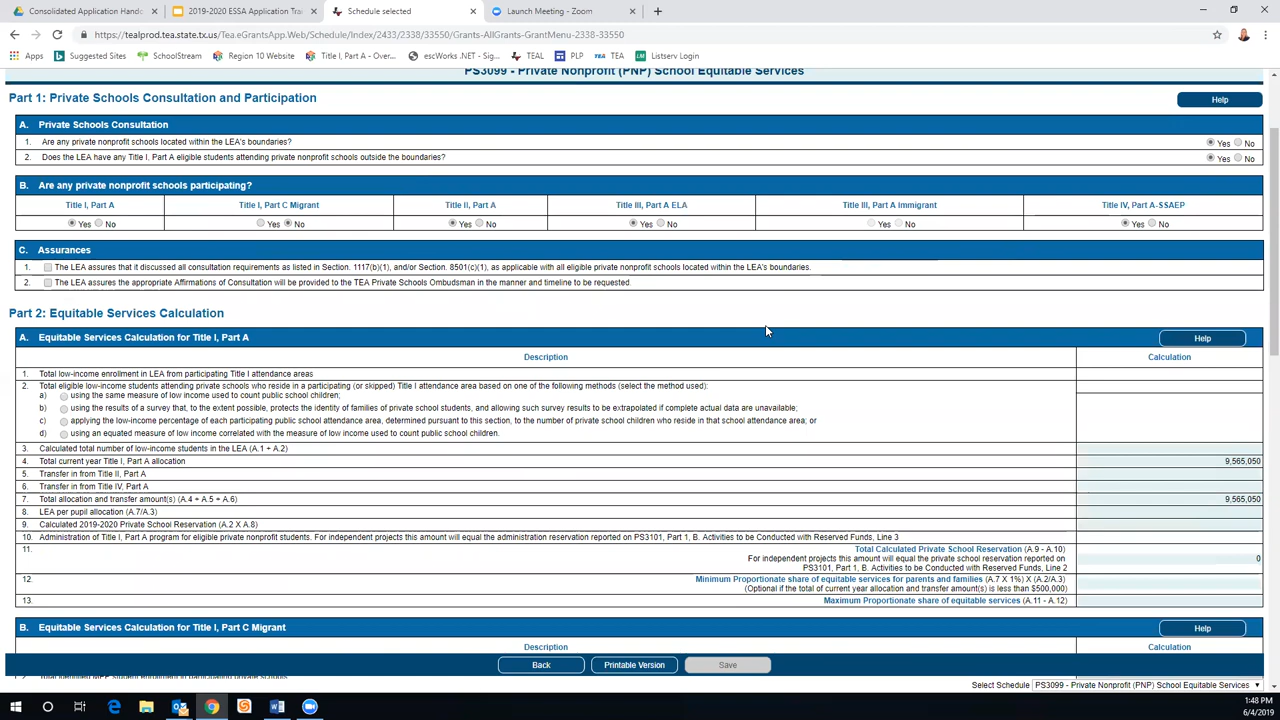 Consolidated Application Hando
2019-2020 ESSA Application Trai
Schedule selected
Launch Meeting - Zoom
https://tealprod.tea.state.tx.us/Tea.eGrantsApp.Web/Schedule/Index/2433/2338/33550/Grants-AllGrants-GrantMenu-2338-33550
Apps Suggested Sites SchoolStream Region 10 Website Title I, Part A - Over... escWorks .NET - Sig... TEAL PLP TEA Listserv Login
PS3099 - Private Nonprofit (PNP) School Equitable Services
Part 1: Private Schools Consultation and Participation
Help
A. Private Schools Consultation
1. Are any private nonprofit schools located within the LEA's boundaries? Yes No
2. Does the LEA have any Title I, Part A eligible students attending private nonprofit schools outside the boundaries? Yes No
B. Are any private nonprofit schools participating?
Title I, Part A Title I, Part C Migrant Title II, Part A Title III, Part A ELA Title III, Part A Immigrant Title IV, Part A-SSAEP
Yes No Yes No Yes No Yes No Yes No Yes No
C. Assurances
1. The LEA assures that it discussed all consultation requirements as listed in Section. 1117(b)(1), and/or Section. 8501(c)(1), as applicable with all eligible private nonprofit schools located within the LEA's boundaries.
2. The LEA assures the appropriate Affirmations of Consultation will be provided to the TEA Private Schools Ombudsman in the manner and timeline to be requested.
Part 2: Equitable Services Calculation
A. Equitable Services Calculation for Title I, Part A Help
Description Calculation
1. Total low-income enrollment in LEA from participating Title I attendance areas
2. Total eligible low-income students attending private schools who reside in a participating (or skipped) Title I attendance area based on one of the following methods (select the method used):
a) using the same measure of low income used to count public school children;
b) using the results of a survey that, to the extent possible, protects the identity of families of private school students, and allowing such survey results to be extrapolated if complete actual data are unavailable;
c) applying the low-income percentage of each participating public school attendance area, determined pursuant to this section, to the number of private school children who reside in that school attendance area; or
d) using an equated measure of low income correlated with the measure of low income used to count public school children.
3. Calculated total number of low-income students in the LEA (A.1 + A.2)
4. Total current year Title I, Part A allocation 9,565,050
5. Transfer in from Title II, Part A
6. Transfer in from Title IV, Part A
7. Total allocation and transfer amount(s) (A.4 + A.5 + A.6) 9,565,050
8. LEA per pupil allocation (A.7/A.3)
9. Calculated 2019-2020 Private School Reservation (A.2 X A.8)
10. Administration of Title I, Part A program for eligible private nonprofit students. For independent projects this amount will equal the administration reservation reported on PS3101, Part 1, B. Activities to be Conducted with Reserved Funds, Line 3
11. Total Calculated Private School Reservation (A.9 - A.10)
For independent projects this amount will equal the private school reservation reported on 0
PS3101, Part 1, B. Activities to be Conducted with Reserved Funds, Line 2
12. Minimum Proportionate share of equitable services for parents and families (A.7 X 1%) X (A.2/A.3)
(Optional if the total of current year allocation and transfer amount(s) is less than $500,000)
13. Maximum Proportionate share of equitable services (A.11 - A.12)
B. Equitable Services Calculation for Title I, Part C Migrant Help
Description Calculation
Back Printable Version Save
Select Schedule PS3099 - Private Nonprofit (PNP) School Equitable Services
1:48 PM
6/4/2019